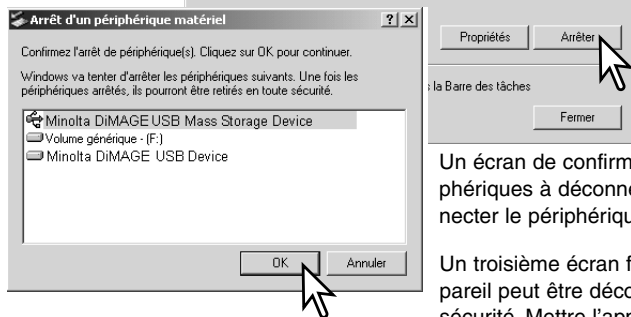 Arrêt d'un périphérique matériel
Confirmez l'arrêt de périphérique(s). Cliquez sur OK pour continuer.
Windows va tenter d'arrêter les périphériques suivants. Une fois les
périphériques arrêtés, ils pourront être retirés en toute sécurité.
Minolta DiMAGE USB Mass Storage Device
Volume générique - (F:)
Minolta DiMAGE USB Device
OK Annuler
Propriétés Arrêter
la Barre des tâches
Fermer
Un écran de confirm
phériques à déconne
necter le périphériqu
Un troisième écran f
pareil peut être déco
sécurité. Mettre l'app